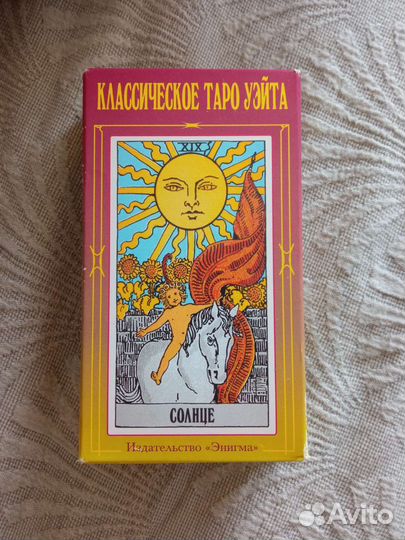 КЛАССИЧЕСКОЕ ТАРО УЭЙТА
XIX
СОЛНЦЕ
Издательство «Энигма»
Avito